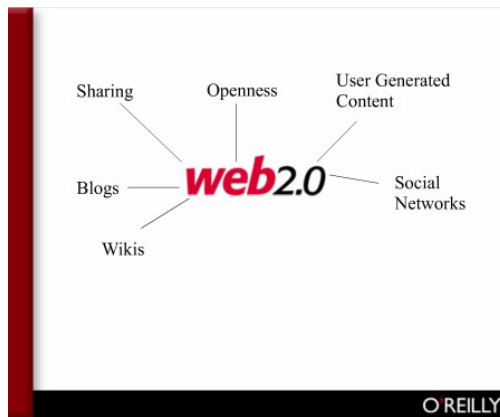 Sharing
Openness
User Generated
Content
Blogs
web2.0
Social
Networks
Wikis
O'REILLY